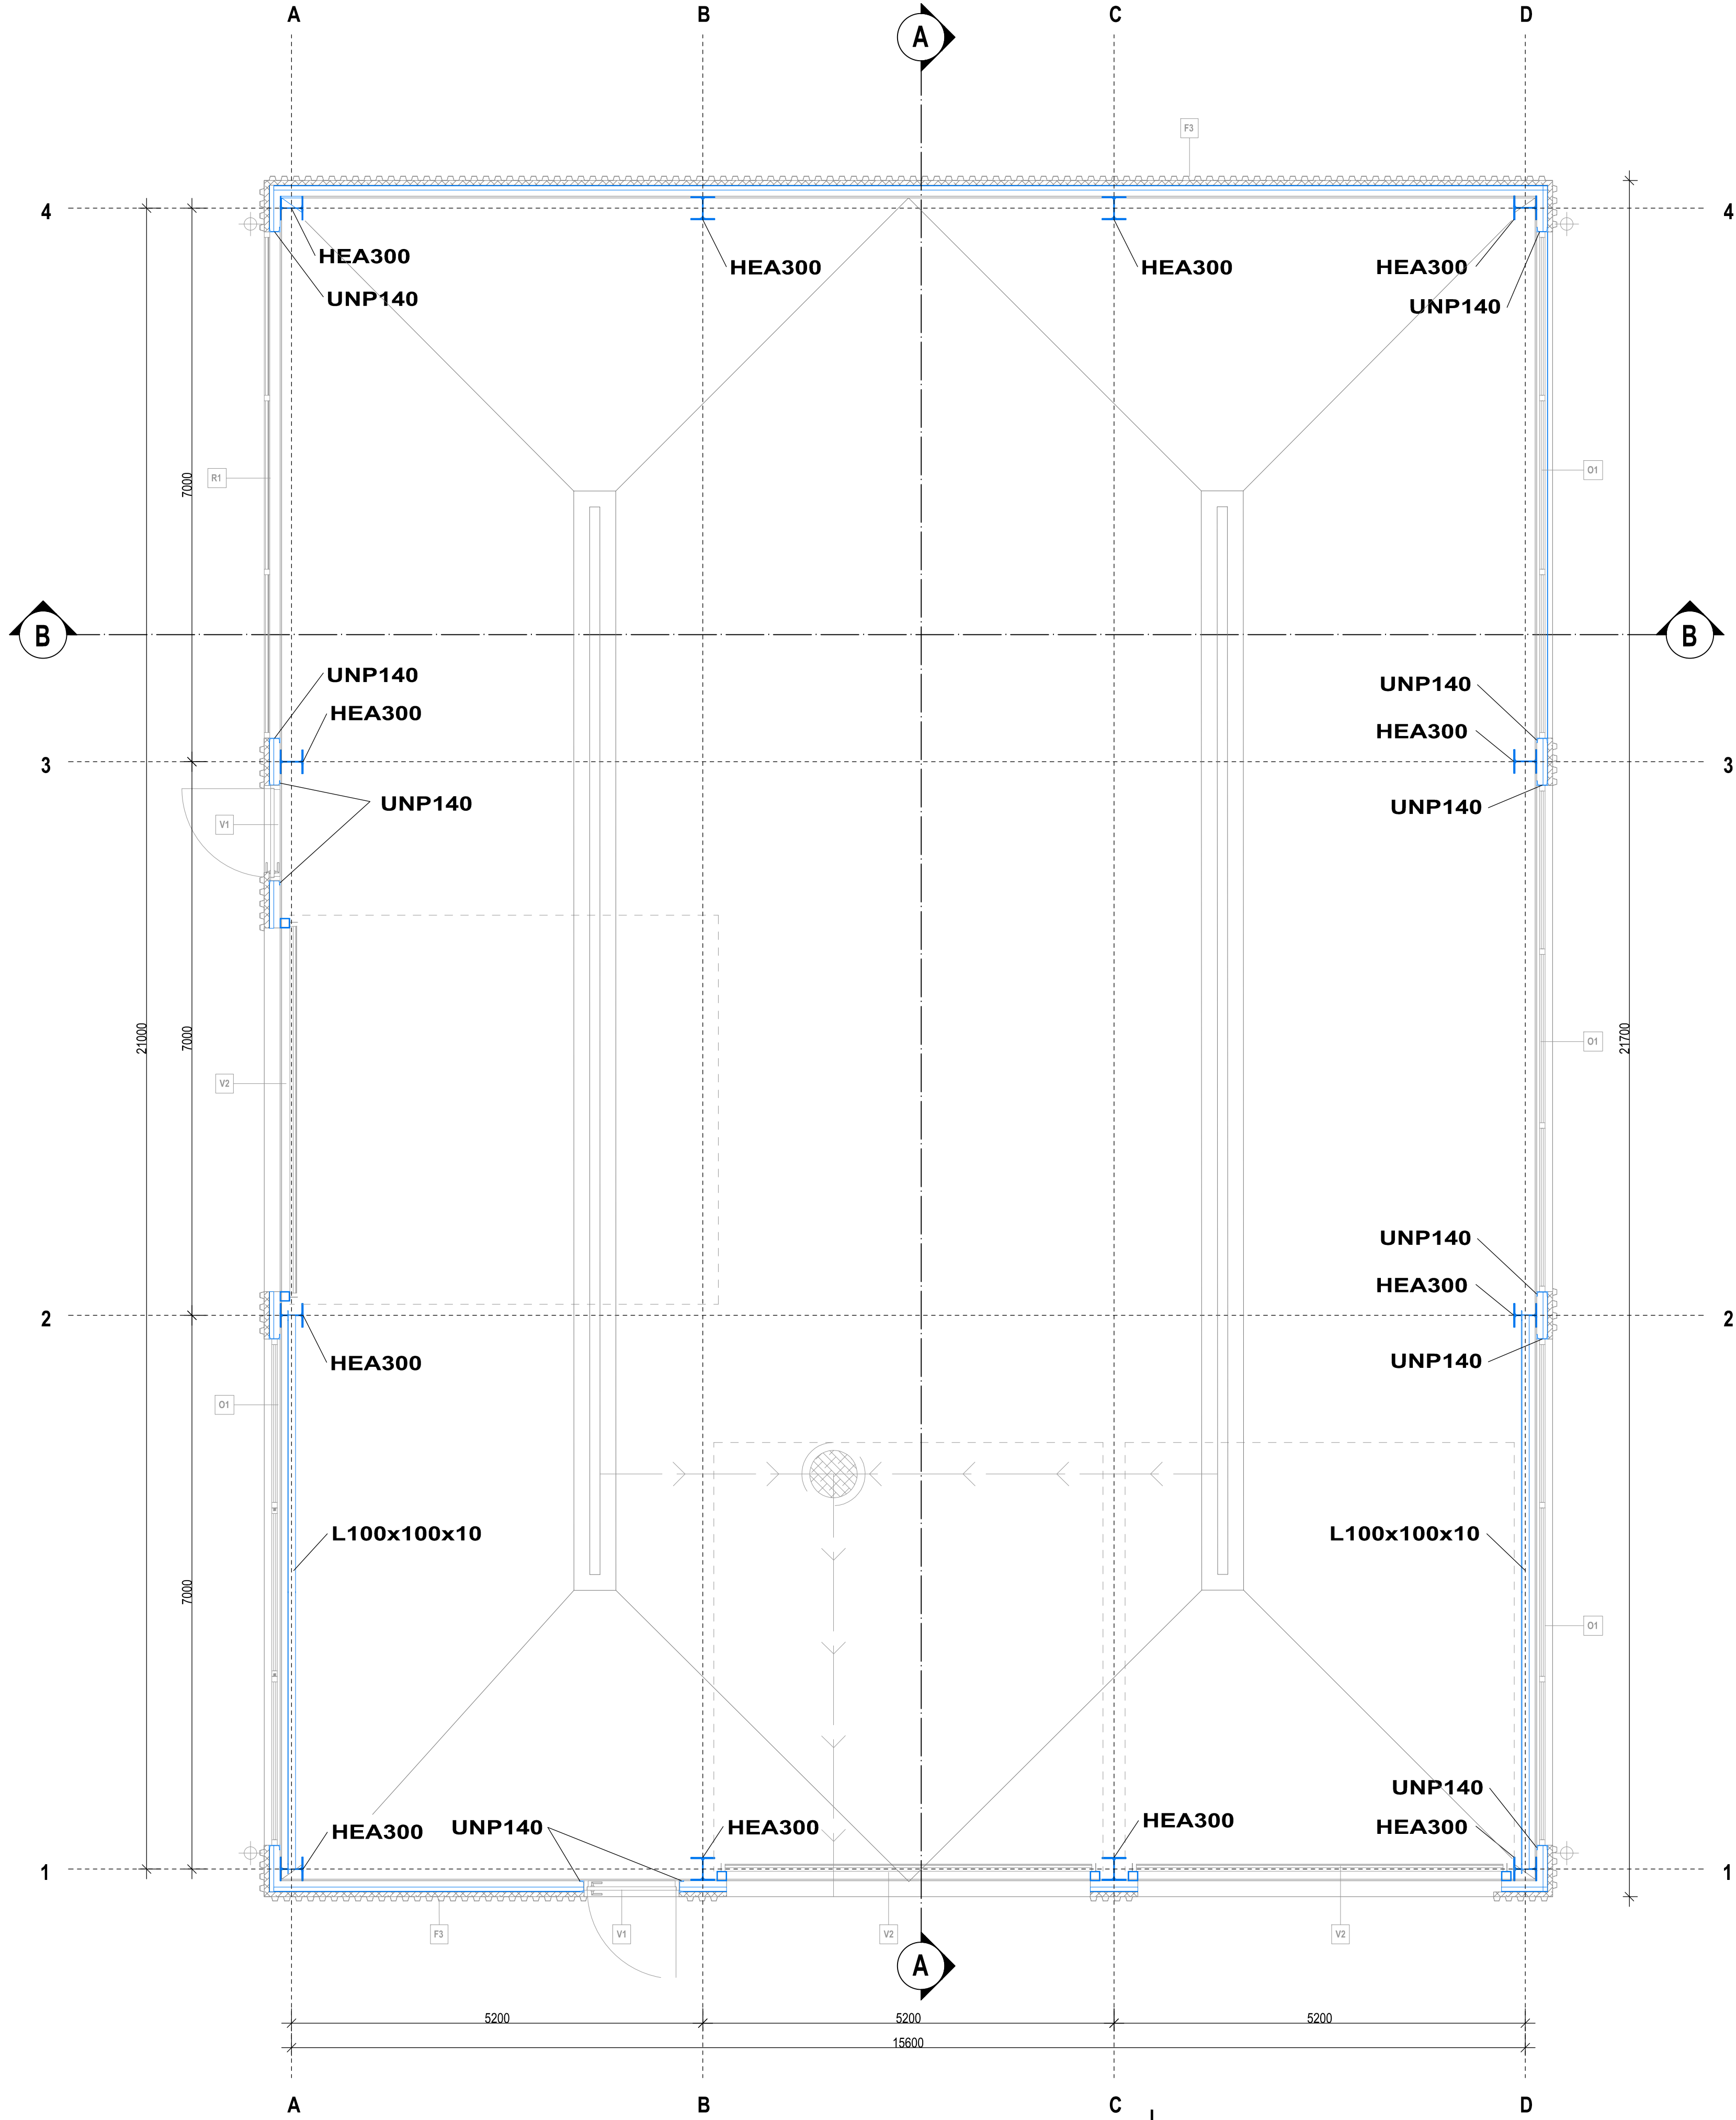 A B C D
A
F3
4 4
HEA300 HEA300 HEA300 HEA300
UNP140 UNP140
7000
R1 O1
B B
UNP140 UNP140
HEA300 HEA300
3 3
UNP140 UNP140
V1
21000 7000 O1 21700
V2
UNP140
HEA300
2 2
HEA300 UNP140
O1
L100x100x10 L100x100x10
7000 O1
UNP140
HEA300 UNP140 HEA300 HEA300 HEA300
1 1
F3 V1 V2 V2
A
5200 5200 5200
15600
A B C D